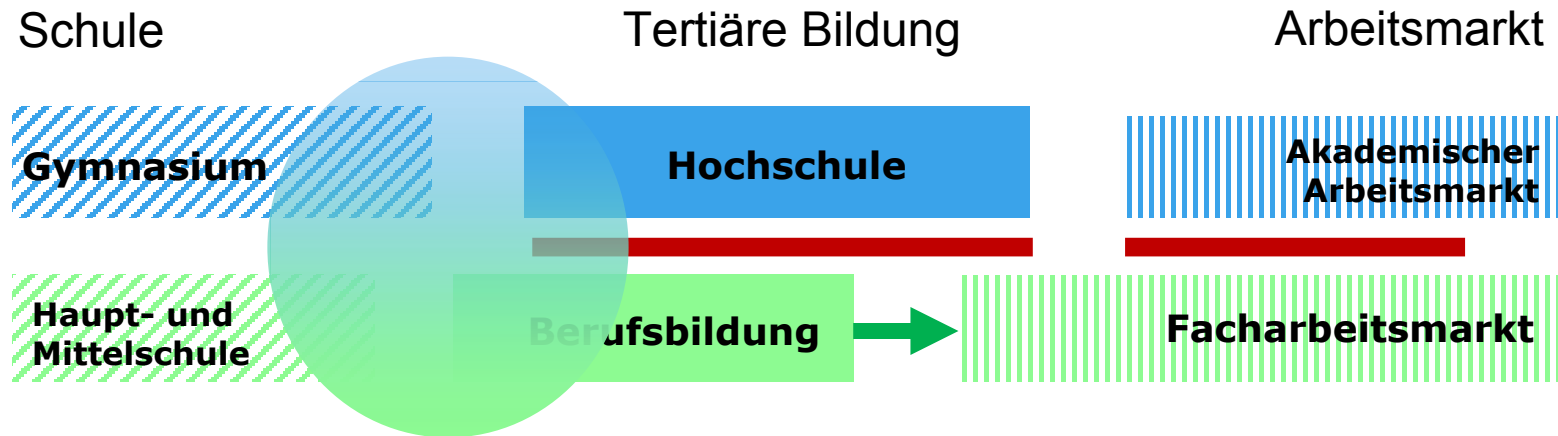 Schule
Tertiäre Bildung
Arbeitsmarkt
Gymnasium
Hochschule
Akademischer
Arbeitsmarkt
Haupt- und
Mittelschule
Berufsbildung
Facharbeitsmarkt